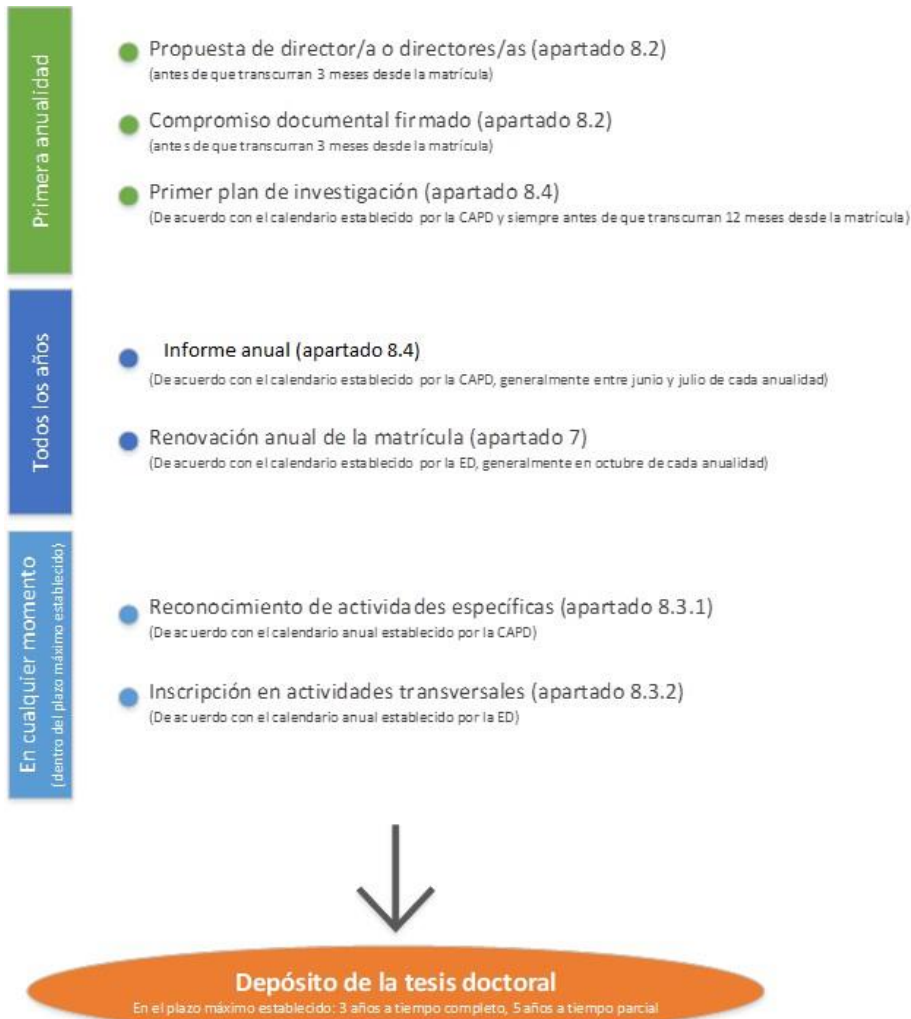 Primera anualidad
Propuesta de director/a o directores/as (apartado 8.2)
(antes de que transcurran 3 meses desde la matrícula)
Compromiso documental firmado (apartado 8.2)
(antes de que transcurran 3 meses desde la matrícula)
Primer plan de investigación (apartado 8.4)
(De acuerdo con el calendario establecido por la CAPD y siempre antes de que transcurran 12 meses desde la matrícula)
Todos los años
Informe anual (apartado 8.4)
(De acuerdo con el calendario establecido por la CAPD, generalmente entre junio y julio de cada anualidad)
Renovación anual de la matrícula (apartado 7)
(De acuerdo con el calendario establecido por la ED, generalmente en octubre de cada anualidad)
En cualquier momento
(dentro del plazo máximo establecido)
Reconocimiento de actividades específicas (apartado 8.3.1)
(De acuerdo con el calendario anual establecido por la CAPD)
Inscripción en actividades transversales (apartado 8.3.2)
(De acuerdo con el calendario anual establecido por la ED)
Depósito de la tesis doctoral
En el plazo máximo establecido: 3 años a tiempo completo, 5 años a tiempo parcial